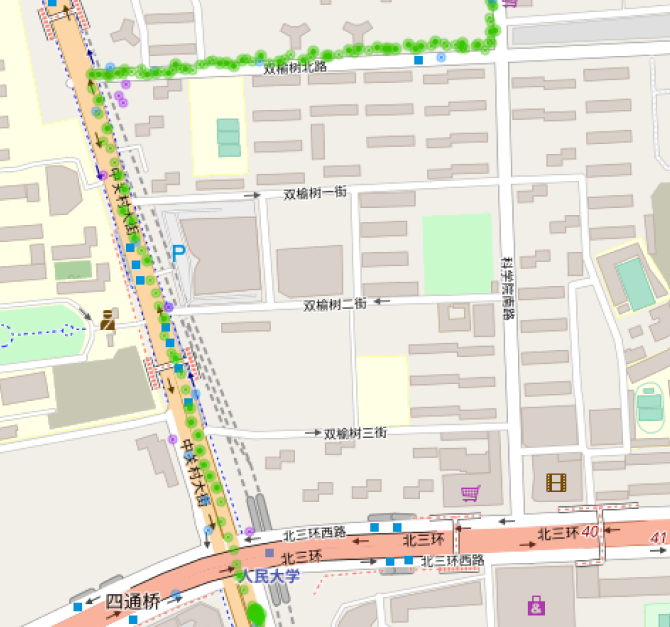 双榆树北路
中关村大街
双榆树一街
P
科学院南路
双榆树二街
双榆树三街
中关村大街
北三环西路
北三环
北三环 40
北三环
北三环西路
41
人民大学
四通桥